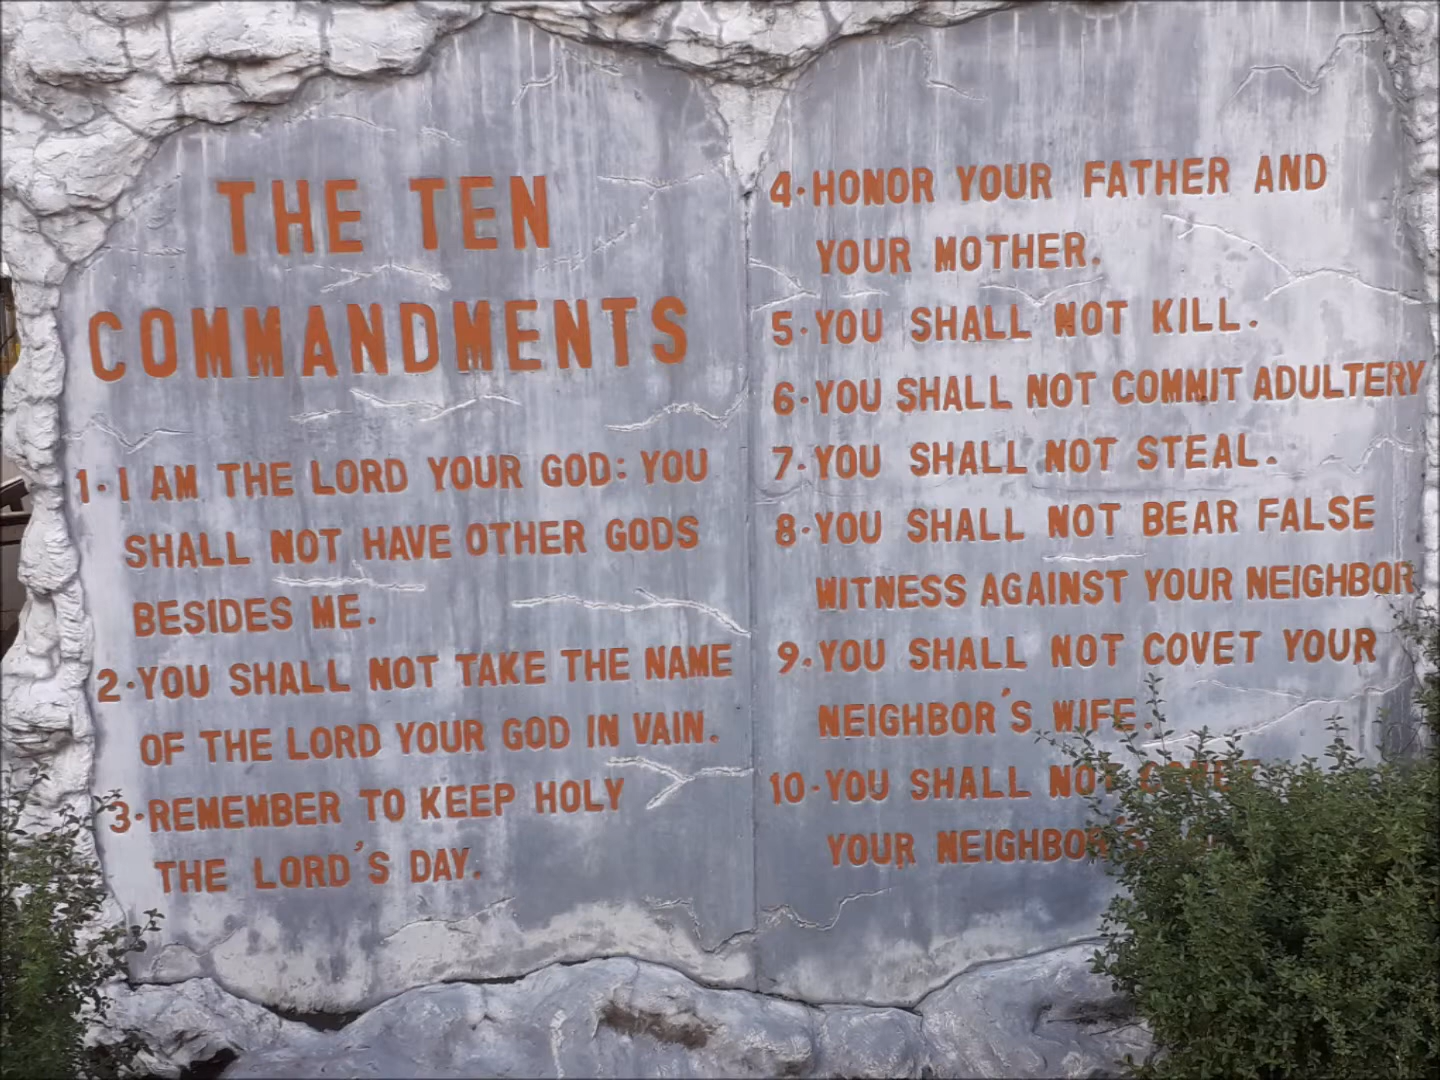 THE TEN
COMMANDMENTS
1·I AM THE LORD YOUR GOD: YOU
SHALL NOT HAVE OTHER GODS
BESIDES ME.
2·YOU SHALL NOT TAKE THE NAME
OF THE LORD YOUR GOD IN VAIN.
3·REMEMBER TO KEEP HOLY
THE LORD'S DAY.
4·HONOR YOUR FATHER AND
YOUR MOTHER.
5·YOU SHALL NOT KILL.
6·YOU SHALL NOT COMMIT ADULTERY
7·YOU SHALL NOT STEAL.
8·YOU SHALL NOT BEAR FALSE
WITNESS AGAINST YOUR NEIGHBOR
9·YOU SHALL NOT COVET YOUR
NEIGHBOR'S WIFE.
10·YOU SHALL NOT COVET
YOUR NEIGHBOR'S